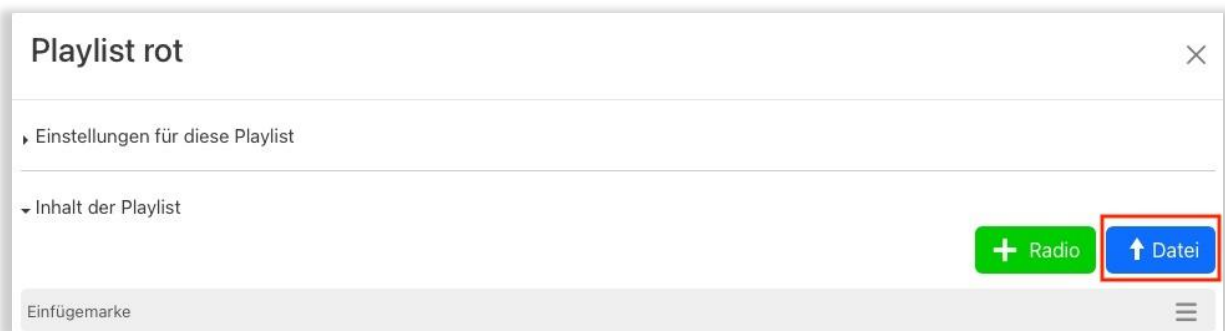 Playlist rot
Einstellungen für diese Playlist
Inhalt der Playlist
Radio
Datei
Einfügemarke